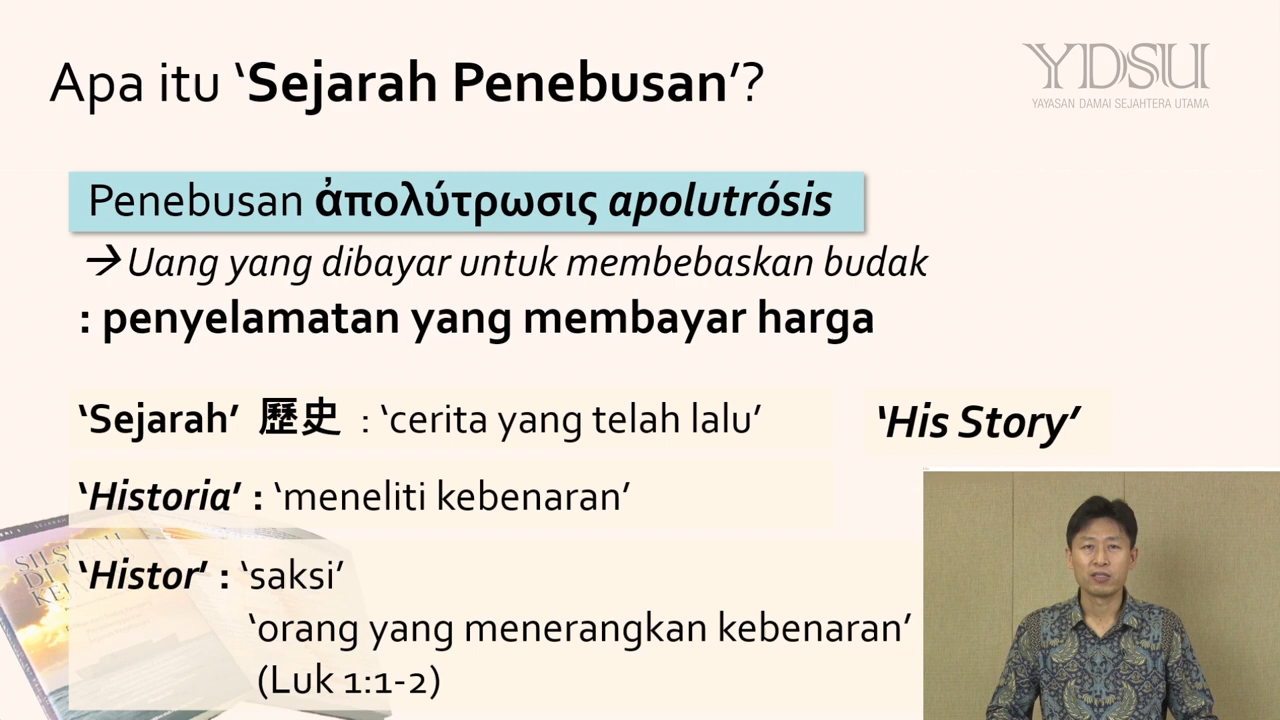 Apa itu ‘Sejarah Penebusan’?
YDSU
YAYASAN DAMAI SEJAHTERA UTAMA
Penebusan ἀπολύτρωσις apolutrósis
→ Uang yang dibayar untuk membebaskan budak
: penyelamatan yang membayar harga
‘Sejarah’ 歷史 : ‘cerita yang telah lalu’
‘His Story’
‘Historia’ : ‘meneliti kebenaran’
‘Histor’ : ‘saksi’
‘orang yang menerangkan kebenaran’
(Luk 1:1-2)